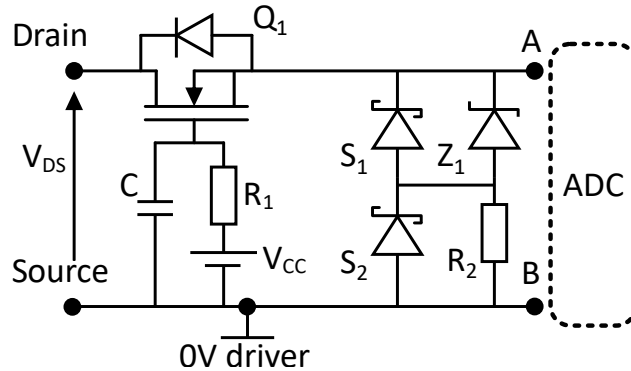 Drain
Q1
A
VDS
C
R1
S1
Z1
ADC
VCC
Source
S2
R2
B
0V driver